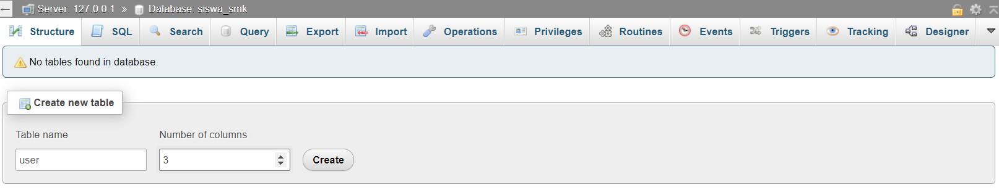 Server: 127.0.0.1 » Database: siswa_smk
Structure SQL Search Query Export Import Operations Privileges Routines Events Triggers Tracking Designer
No tables found in database.
Create new table
Table name Number of columns
user 3 Create